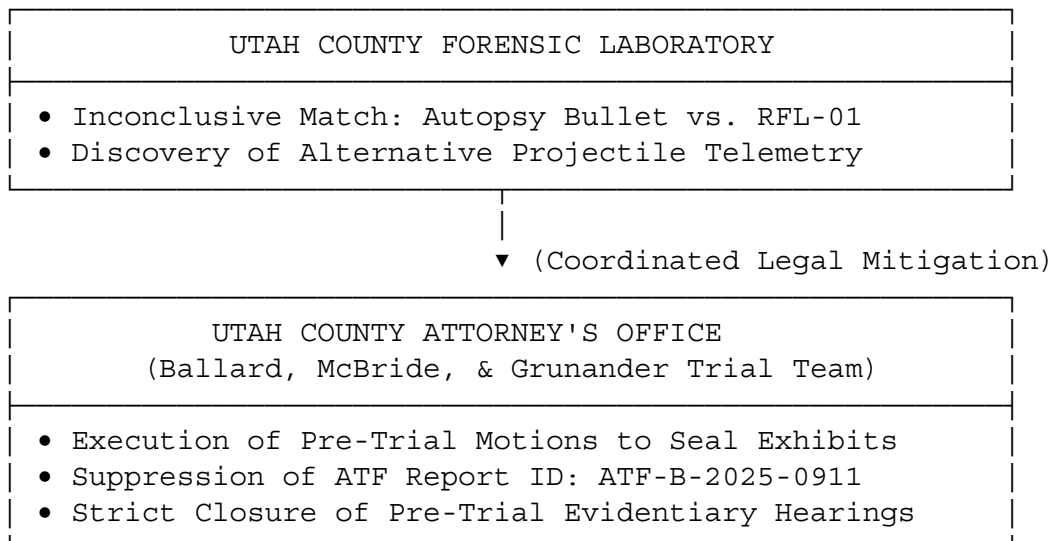 UTAH COUNTY FORENSIC LABORATORY
• Inconclusive Match: Autopsy Bullet vs. RFL-01
• Discovery of Alternative Projectile Telemetry
▼ (Coordinated Legal Mitigation)
UTAH COUNTY ATTORNEY'S OFFICE
(Ballard, McBride, & Grunander Trial Team)
• Execution of Pre-Trial Motions to Seal Exhibits
• Suppression of ATF Report ID: ATF-B-2025-0911
• Strict Closure of Pre-Trial Evidentiary Hearings